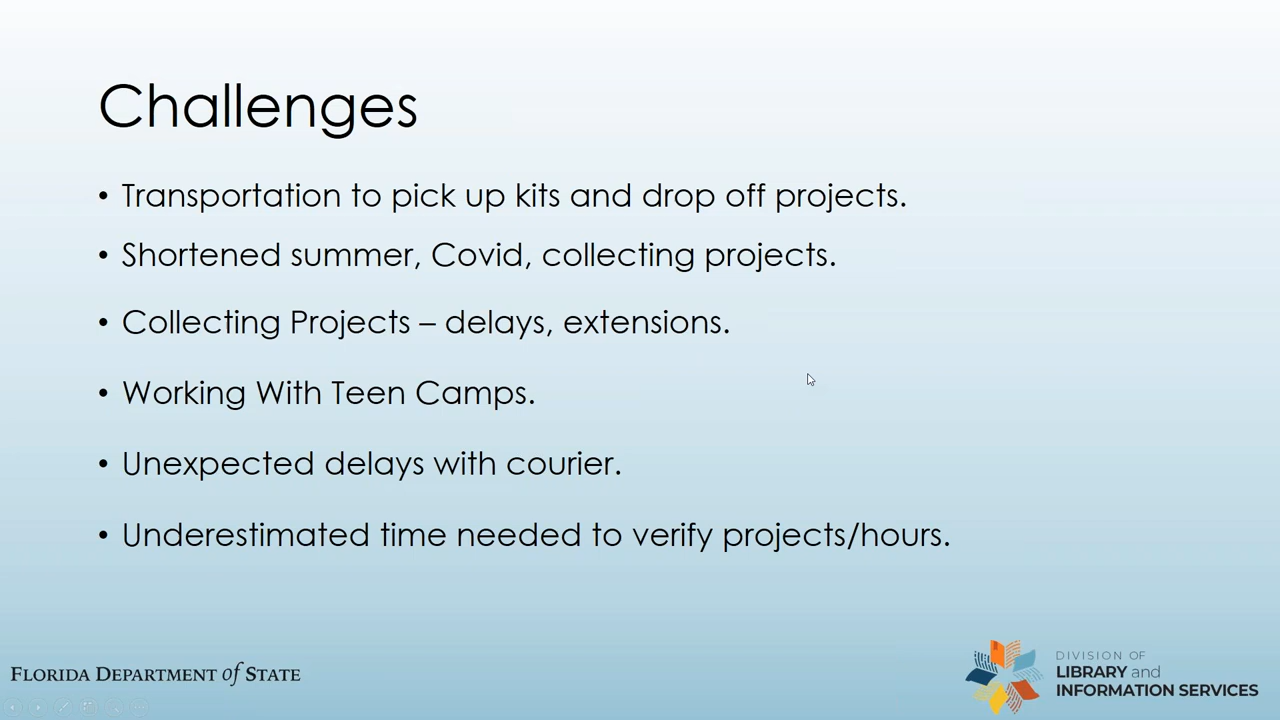 Challenges
• Transportation to pick up kits and drop off projects.
• Shortened summer, Covid, collecting projects.
• Collecting Projects – delays, extensions.
• Working With Teen Camps.
• Unexpected delays with courier.
• Underestimated time needed to verify projects/hours.
FLORIDA DEPARTMENT of STATE
DIVISION OF
LIBRARY and
INFORMATION SERVICES